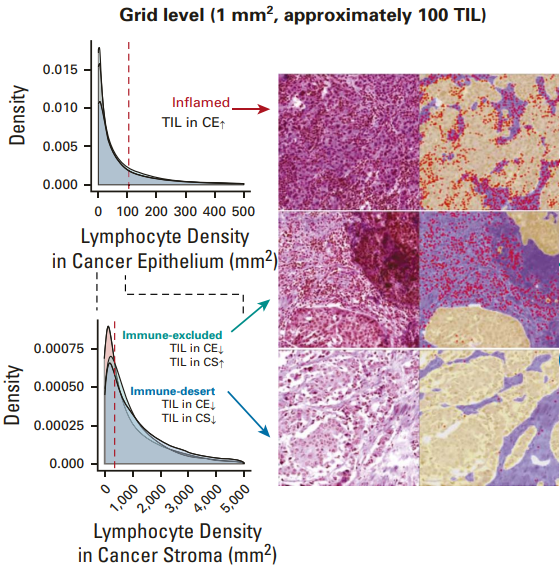 Grid level (1 mm², approximately 100 TIL)
Density
0.015
0.010
0.005
0.000
0 100 200 300 400 500
Lymphocyte Density
in Cancer Epithelium (mm²)
Inflamed
TIL in CE↑
Density
0.00075
0.00050
0.00025
0.000
0 1,000 2,000 3,000 4,000 5,000
Lymphocyte Density
in Cancer Stroma (mm²)
Immune-excluded
TIL in CE↓
TIL in CS↑
Immune-desert
TIL in CE↓
TIL in CS↓